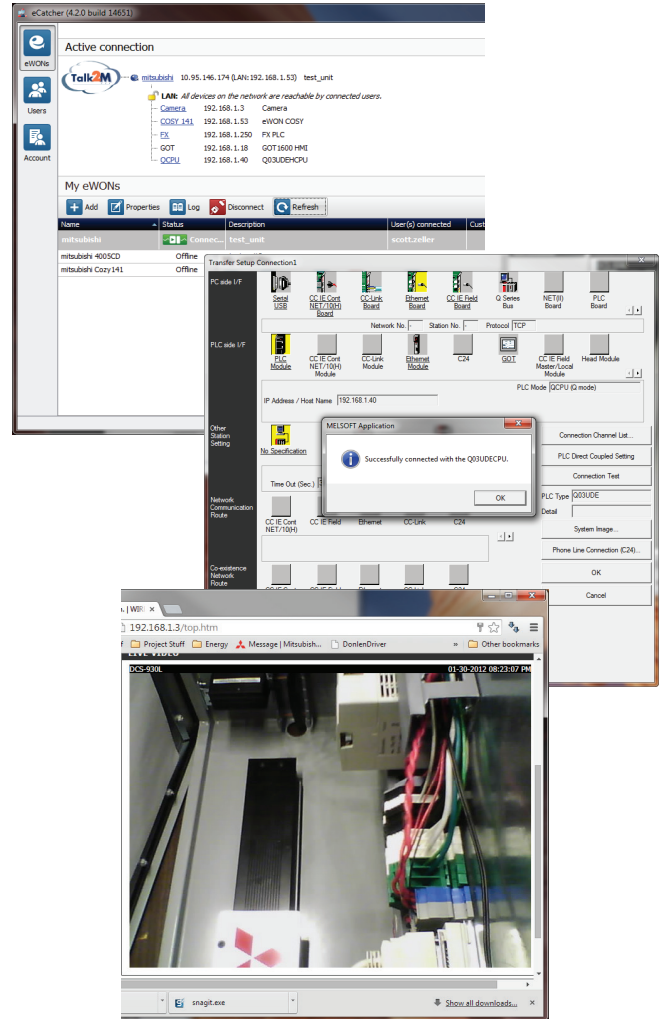 eCatcher (4.2.0 build 14651)
eWONs
Users
Account
Active connection
Talk2M
mitsubishi 10.95.146.174 (LAN:192.168.1.53) test_unit
LAN: All devices on the network are reachable by connected users.
Camera 192.168.1.3 Camera
COSY 141 192.168.1.53 eWON COSY
FX 192.168.1.250 FX PLC
GOT 192.168.1.18 GOT1600 HMI
QCPU 192.168.1.40 Q03UDEHCPU
My eWONs
Add Properties Log Disconnect Refresh
Name Status Description User(s) connected Cust
mitsubishi Connec... test_unit scott.zeller
mitsubishi 4005CD Offline
mitsubishi Cozy141 Offline
Transfer Setup Connection1
PC side I/F
Serial USB
CC IE Cont NET/10(H) Board
CC-Link Board
Ethernet Board
CC IE Field Board
Q Series Bus
NET(II) Board
PLC Board
Network No. - Station No. - Protocol TCP
PLC side I/F
PLC Module
CC IE Cont NET/10(H) Module
CC-Link Module
Ethernet Module
C24
GOT
CC IE Field Master/Local Module
Head Module
PLC Mode QCPU (Q mode)
IP Address / Host Name 192.168.1.40
Other Station Setting
No Specification
Time Out (Sec.)
MELSOFT Application
Successfully connected with the Q03UDECPU.
OK
Connection Channel List...
PLC Direct Coupled Setting
Connection Test
PLC Type Q03UDE
Detail
System Image...
Phone Line Connection (C24)...
OK
Cancel
Network Communication Route
CC IE Cont NET/10(H)
CC IE Field
Ethernet
CC-Link
C24
Co-existence Network Route
192.168.1.3/top.htm
Project Stuff Energy Message | Mitsubish... DonlenDriver » Other bookmarks
LIVE VIDEO
DCS-930L 01-30-2012 08:23:07 PM
snagit.exe
Show all downloads...